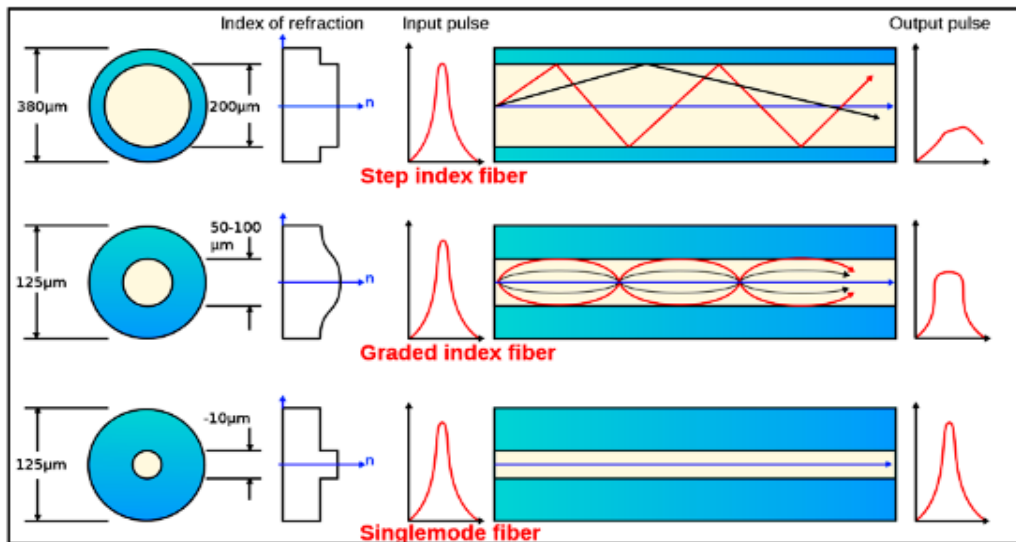 Index of refraction
Input pulse
Output pulse
380µm
200µm
n
Step index fiber
50-100
µm
125µm
n
Graded index fiber
-10µm
125µm
n
Singlemode fiber